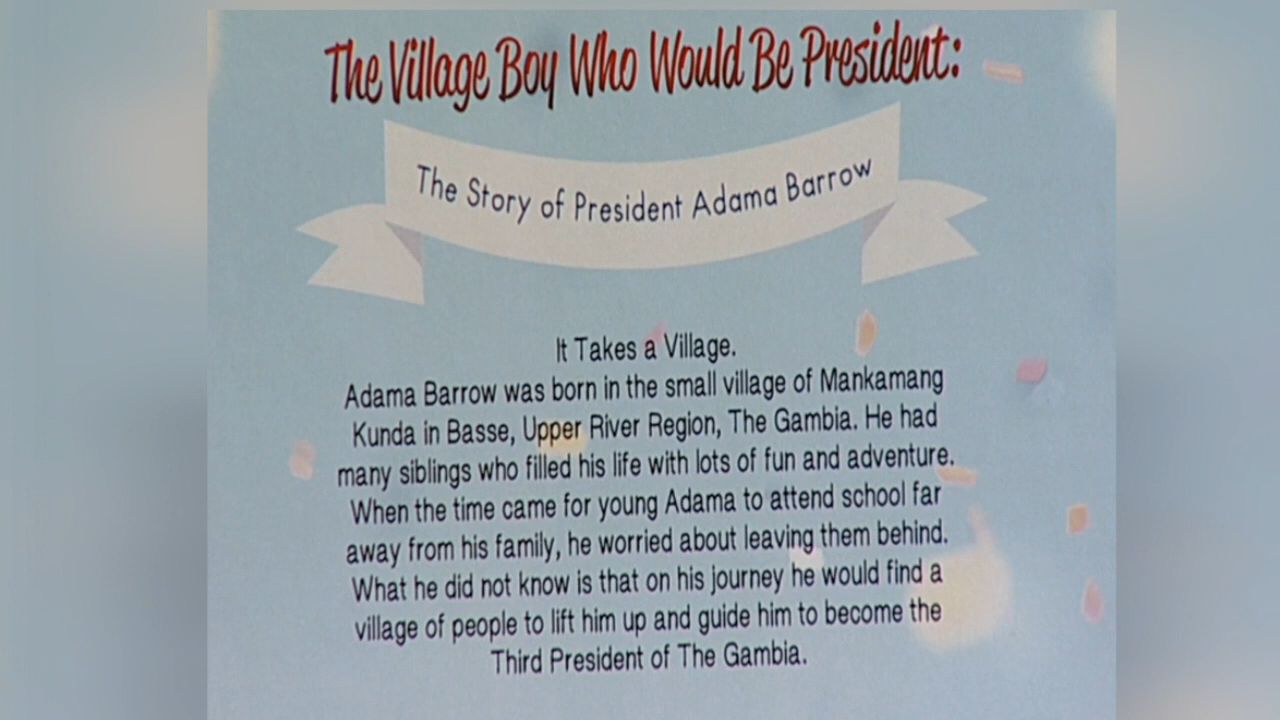 The Village Boy Who Would Be President:
The Story of President Adama Barrow
It Takes a Village.
Adama Barrow was born in the small village of Mankamang
Kunda in Basse, Upper River Region, The Gambia. He had
many siblings who filled his life with lots of fun and adventure.
When the time came for young Adama to attend school far
away from his family, he worried about leaving them behind.
What he did not know is that on his journey he would find a
village of people to lift him up and guide him to become the
Third President of The Gambia.